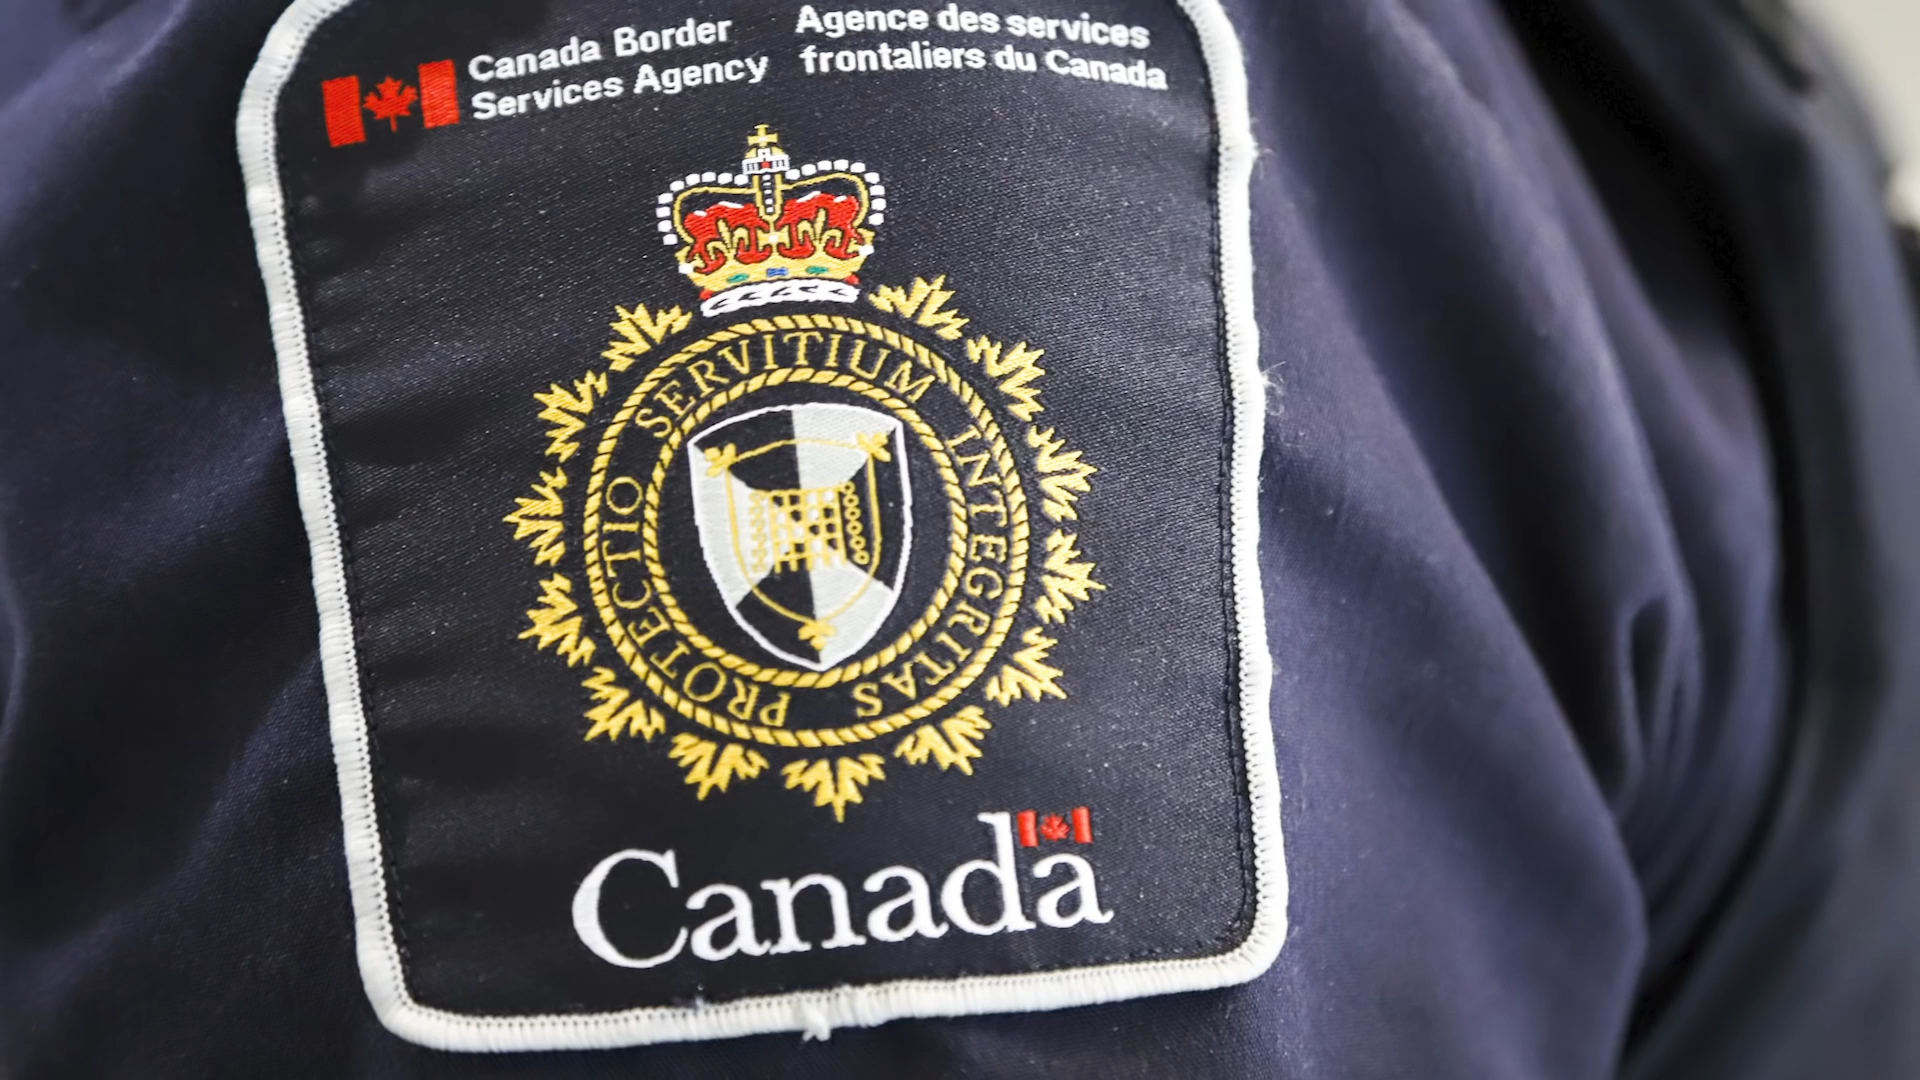 Canada Border
Services Agency
Agence des services
frontaliers du Canada
PROTECTIO SERVITIUM INTEGRITAS
Canada